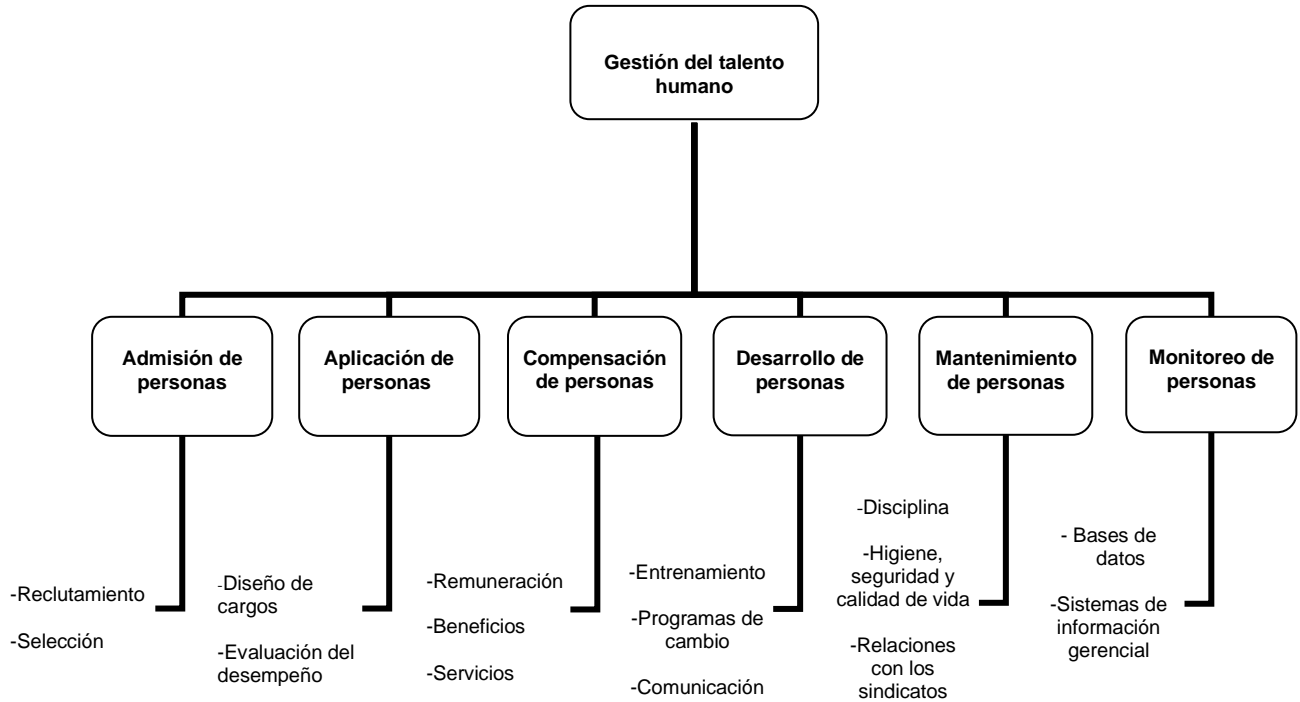 Gestión del talento
humano
Admisión de
personas
Aplicación de
personas
Compensación
de personas
Desarrollo de
personas
Mantenimiento
de personas
Monitoreo de
personas
-Reclutamiento
-Selección
-Diseño de
cargos
-Evaluación del
desempeño
-Remuneración
-Beneficios
-Servicios
-Entrenamiento
-Programas de
cambio
-Comunicación
-Disciplina
-Higiene,
seguridad y
calidad de vida
-Relaciones
con los
sindicatos
- Bases de
datos
-Sistemas de
información
gerencial